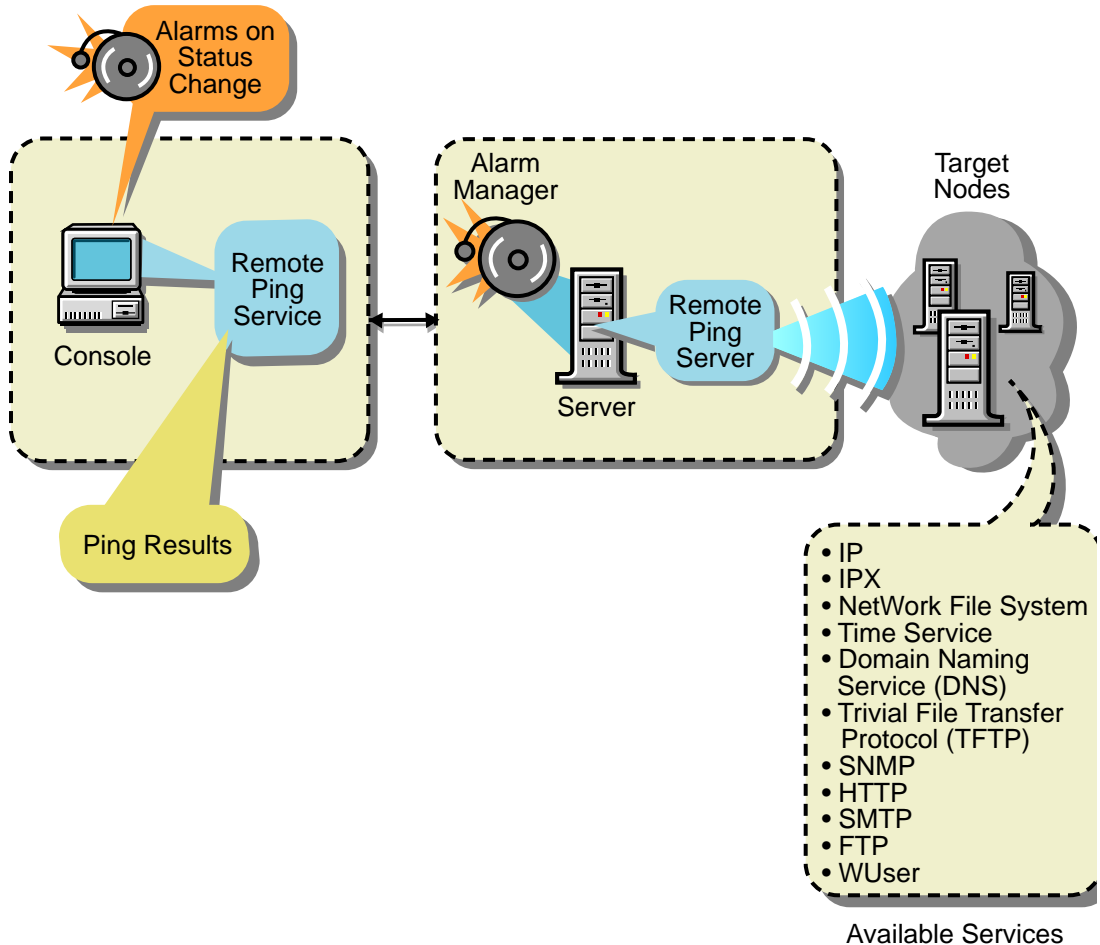 Alarms on
Status
Change
Alarm
Manager
Target
Nodes
Remote
Ping
Service
Console
Remote
Ping
Server
Server
Ping Results
• IP
• IPX
• NetWork File System
• Time Service
• Domain Naming
Service (DNS)
• Trivial File Transfer
Protocol (TFTP)
• SNMP
• HTTP
• SMTP
• FTP
• WUser
Available Services